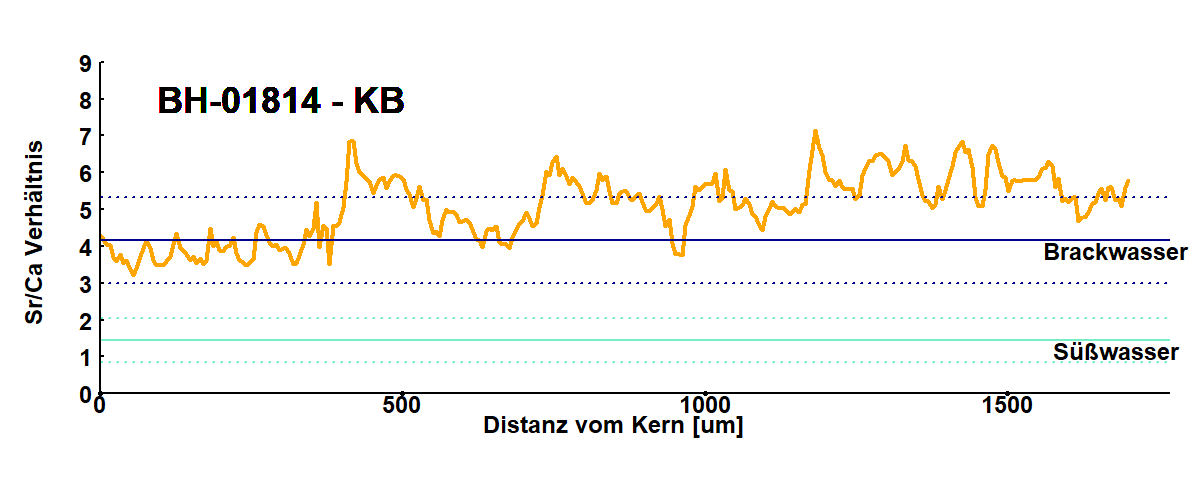 BH-01814 - KB
Sr/Ca Verhältnis
9
8
7
6
5
4
3
2
1
0
Brackwasser
Süßwasser
0 500 1000 1500
Distanz vom Kern [um]